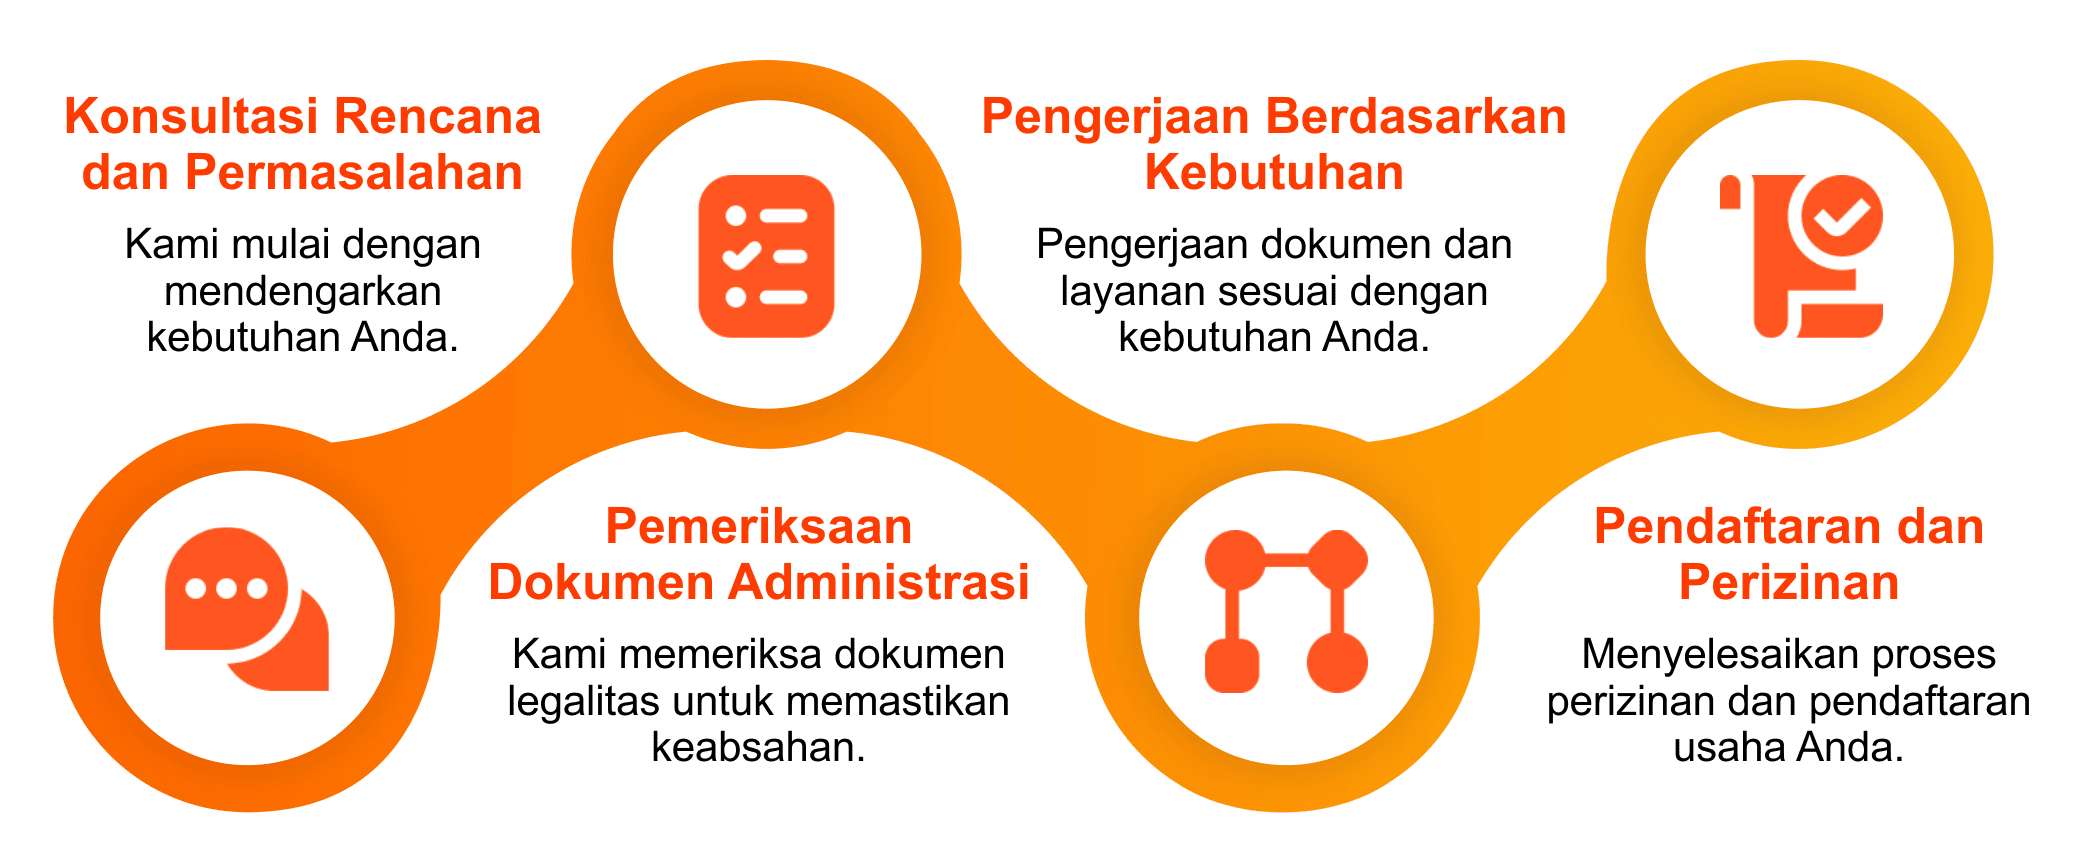 Konsultasi Rencana
dan Permasalahan
Kami mulai dengan
mendengarkan
kebutuhan Anda.
Pemeriksaan
Dokumen Administrasi
Kami memeriksa dokumen
legalitas untuk memastikan
keabsahan.
Pengerjaan Berdasarkan
Kebutuhan
Pengerjaan dokumen dan
layanan sesuai dengan
kebutuhan Anda.
Pendaftaran dan
Perizinan
Menyelesaikan proses
perizinan dan pendaftaran
usaha Anda.